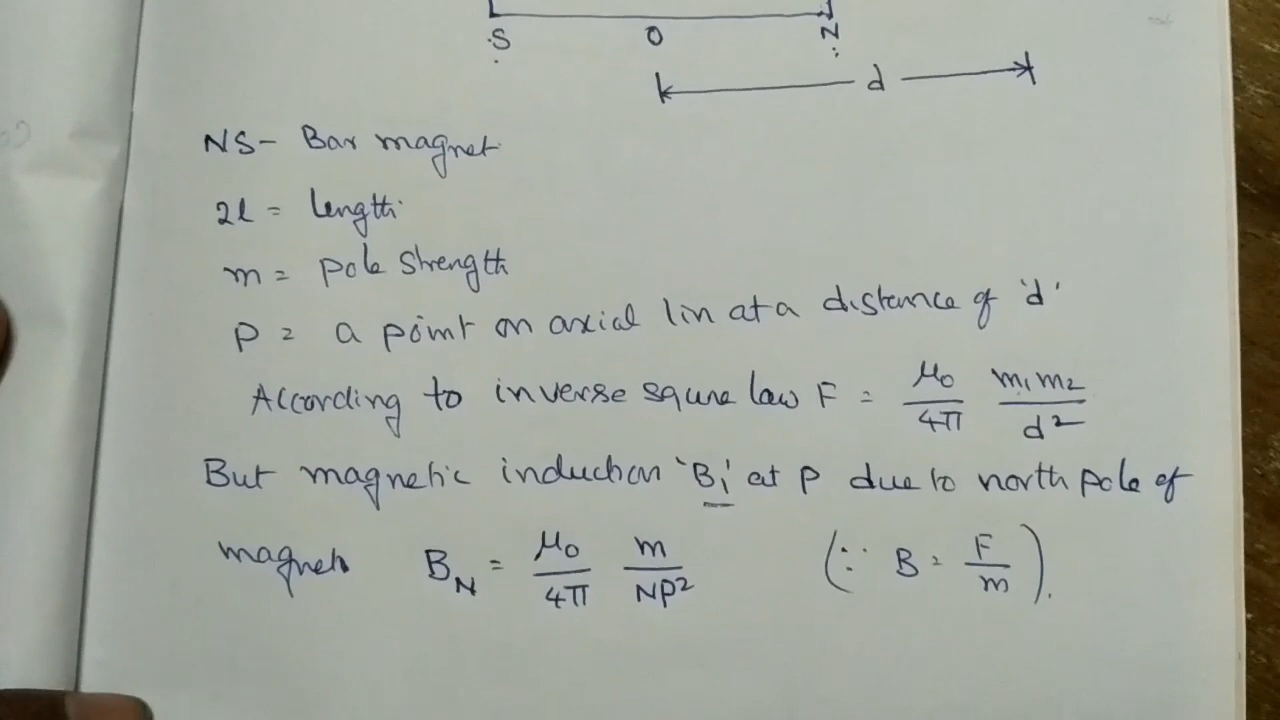 S O N
d
NS - Bar magnet
2l = length
m = pole strength
P = a point on axial lin at a distance of 'd'
According to inverse squre law F = μ₀/4π m₁m₂/d²
But magnetic induction 'B' at P due to north pole of
magnet B_N = μ₀/4π m/NP² (∵ B = F/m).